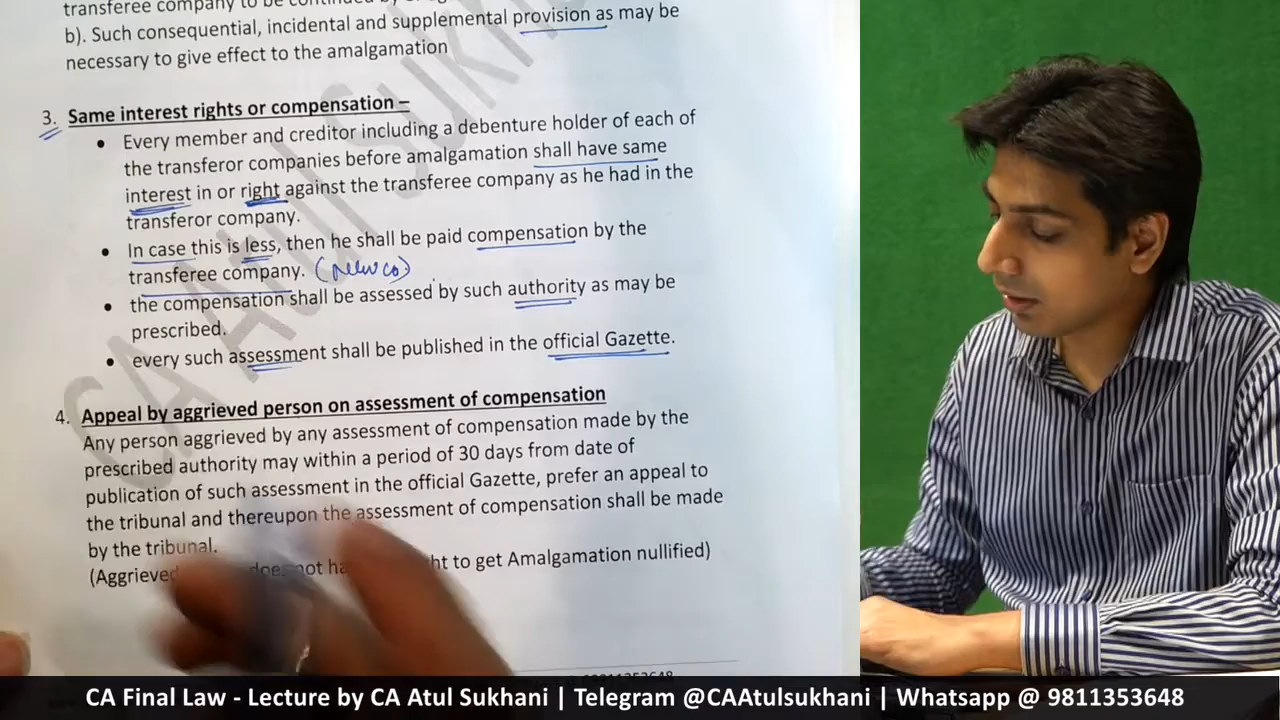 transferee company to be continued by
b). Such consequential, incidental and supplemental provision as may be
necessary to give effect to the amalgamation
3. Same interest rights or compensation –
• Every member and creditor including a debenture holder of each of
the transferor companies before amalgamation shall have same
interest in or right against the transferee company as he had in the
transferor company.
• In case this is less, then he shall be paid compensation by the
transferee company. (New co)
• the compensation shall be assessed by such authority as may be
prescribed.
• every such assessment shall be published in the official Gazette.
4. Appeal by aggrieved person on assessment of compensation
Any person aggrieved by any assessment of compensation made by the
prescribed authority may within a period of 30 days from date of
publication of such assessment in the official Gazette, prefer an appeal to
the tribunal and thereupon the assessment of compensation shall be made
by the tribunal.
(Aggrieved does not to get Amalgamation nullified)
CA Atul Sukh
CA Final Law - Lecture by CA Atul Sukhani | Telegram @CAAtulsukhani | Whatsapp @ 9811353648